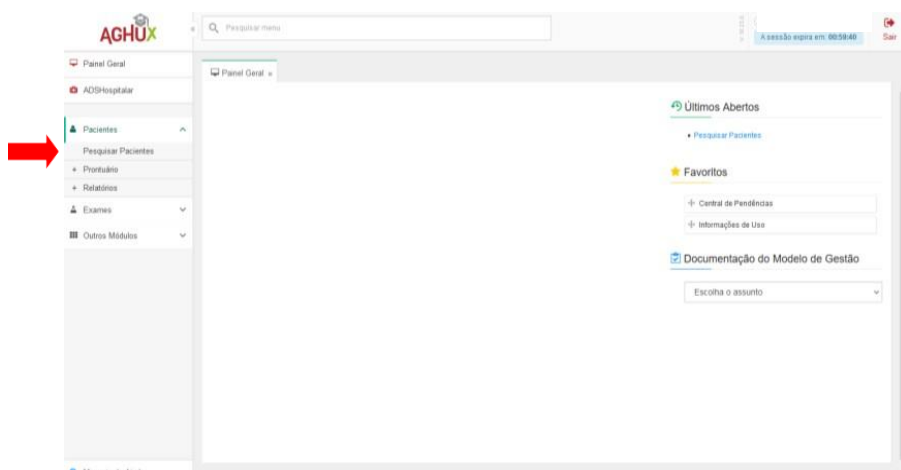 AGHUX
Pesquisar menu
A sessão expira em: 00:59:40
Sair
Painel Geral
ADSHospitalar
Pacientes
Pesquisar Pacientes
+ Prontuário
+ Relatórios
Exames
Outros Módulos
Painel Geral
Últimos Abertos
• Pesquisar Pacientes
Favoritos
Central de Pendências
Informações de Uso
Documentação do Modelo de Gestão
Escolha o assunto